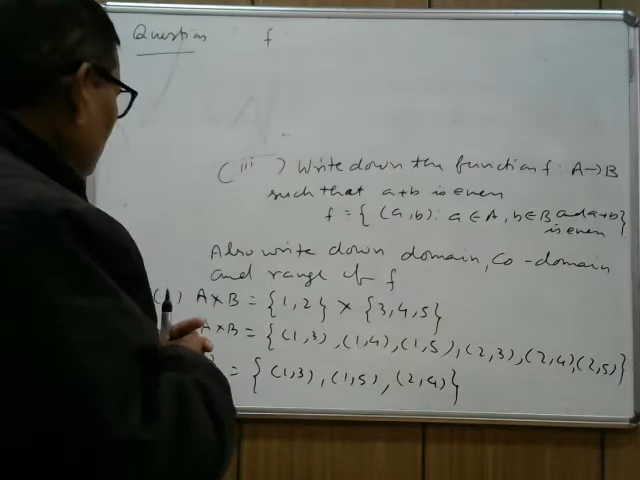 Question f
(iii) Write down the function f: A→B
such that a+b is even
f = { (a,b): a ∈ A, b ∈ B and a+b}
is even
Also write down domain, Co-domain
and range of f
(i) A×B = {1,2} × {3,4,5}
A×B = { (1,3), (1,4), (1,5), (2,3), (2,4), (2,5)}
= { (1,3), (1,5), (2,4)}